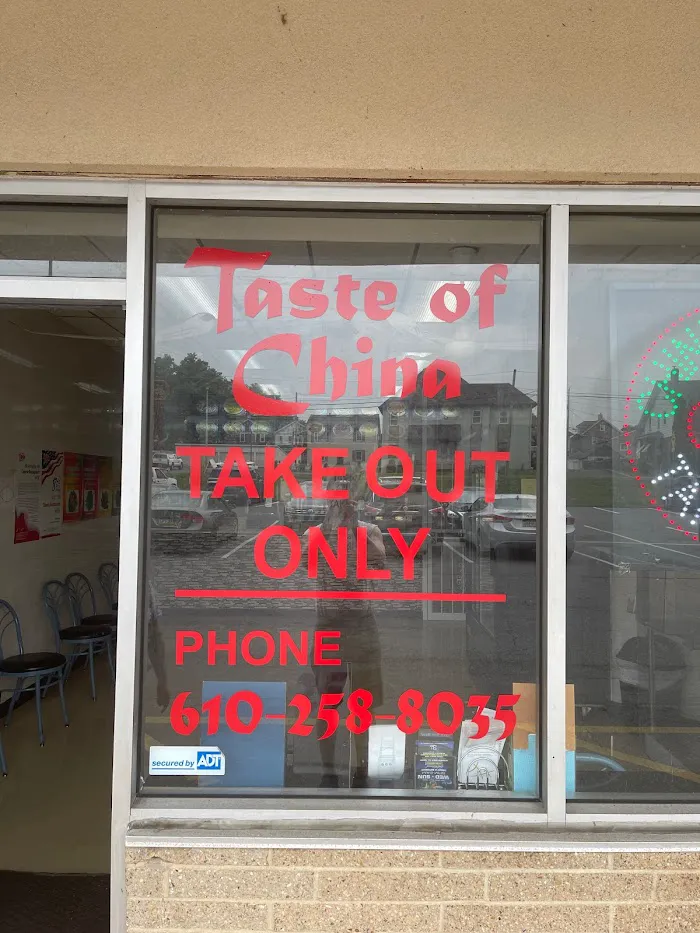 Taste of
China
TAKE OUT
ONLY
PHONE
610-258-8035
secured by ADT